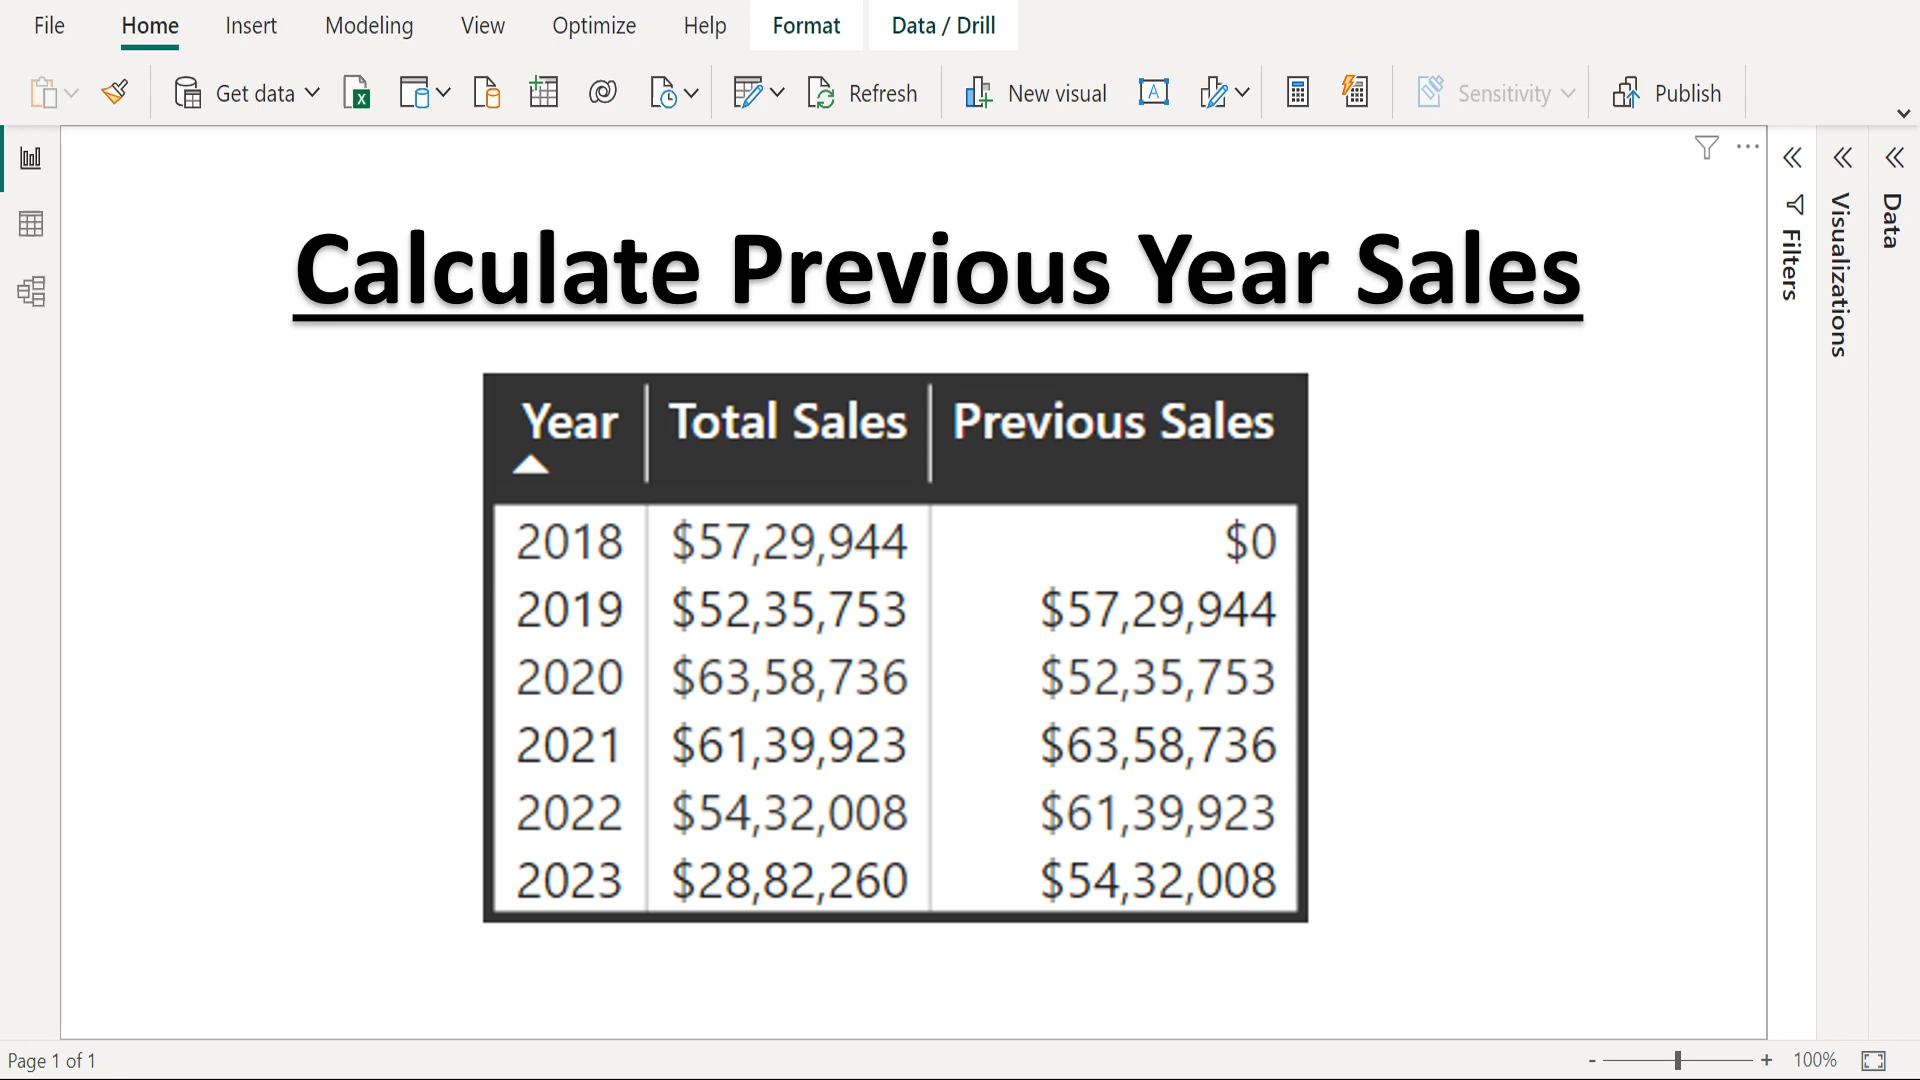 File Home Insert Modeling View Optimize Help Format Data / Drill
Get data Refresh New visual A Sensitivity Publish
Calculate Previous Year Sales
Year Total Sales Previous Sales
2018 $57,29,944 $0
2019 $52,35,753 $57,29,944
2020 $63,58,736 $52,35,753
2021 $61,39,923 $63,58,736
2022 $54,32,008 $61,39,923
2023 $28,82,260 $54,32,008
Filters
Visualizations
Data
Page 1 of 1 - + 100%